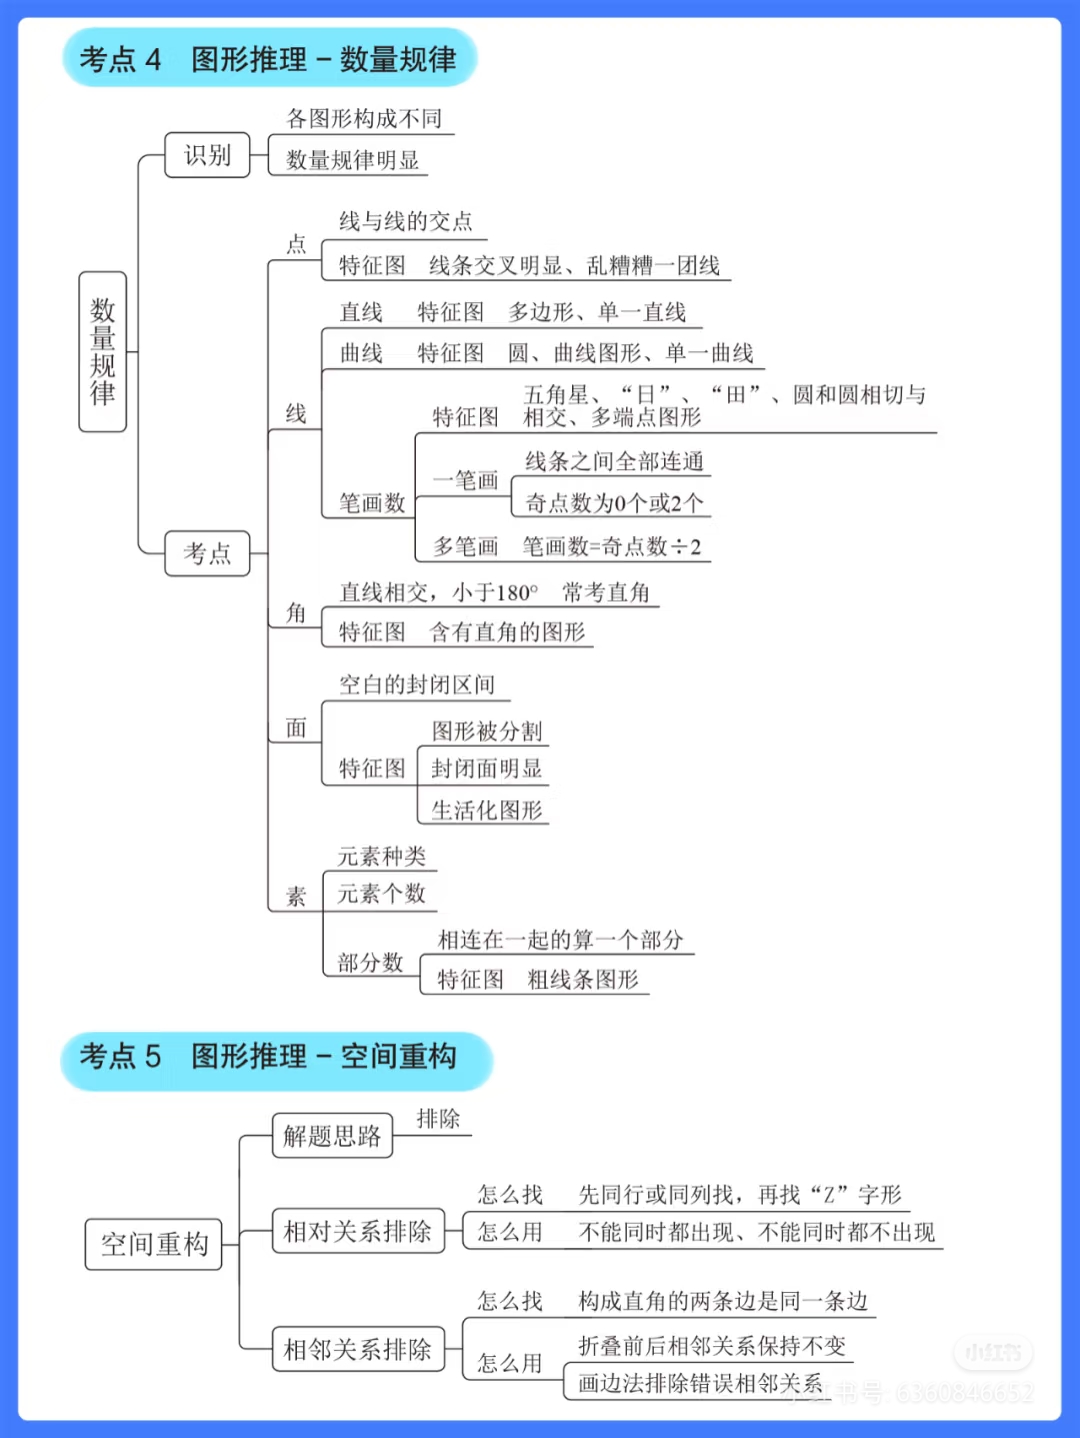 考点 4 图形推理 – 数量规律
数量规律
识别
各图形构成不同
数量规律明显
考点
点
线与线的交点
特征图 线条交叉明显、乱糟糟一团线
线
直线 特征图 多边形、单一直线
曲线 特征图 圆、曲线图形、单一曲线
笔画数
特征图 五角星、“日”、“田”、圆和圆相切与
相交、多端点图形
一笔画
线条之间全部连通
奇点数为0个或2个
多笔画 笔画数=奇点数÷2
角
直线相交，小于180° 常考直角
特征图 含有直角的图形
面
空白的封闭区间
特征图
图形被分割
封闭面明显
生活化图形
素
元素种类
元素个数
部分数
相连在一起的算一个部分
特征图 粗线条图形
考点 5 图形推理 – 空间重构
空间重构
解题思路
排除
相对关系排除
怎么找 先同行或同列找，再找“Z”字形
怎么用 不能同时都出现、不能同时都不出现
相邻关系排除
怎么找 构成直角的两条边是同一条边
怎么用
折叠前后相邻关系保持不变
画边法排除错误相邻关系
小红书
小红书号: 6360846652